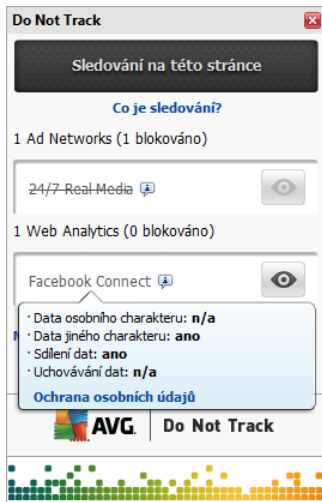 Do Not Track
Sledování na této stránce
Co je sledování?
1 Ad Networks (1 blokováno)
24/7 Real Media
1 Web Analytics (0 blokováno)
Facebook Connect
· Data osobního charakteru: n/a
· Data jiného charakteru: ano
· Sdílení dat: ano
· Uchovávání dat: n/a
Ochrana osobních údajů
AVG. Do Not Track